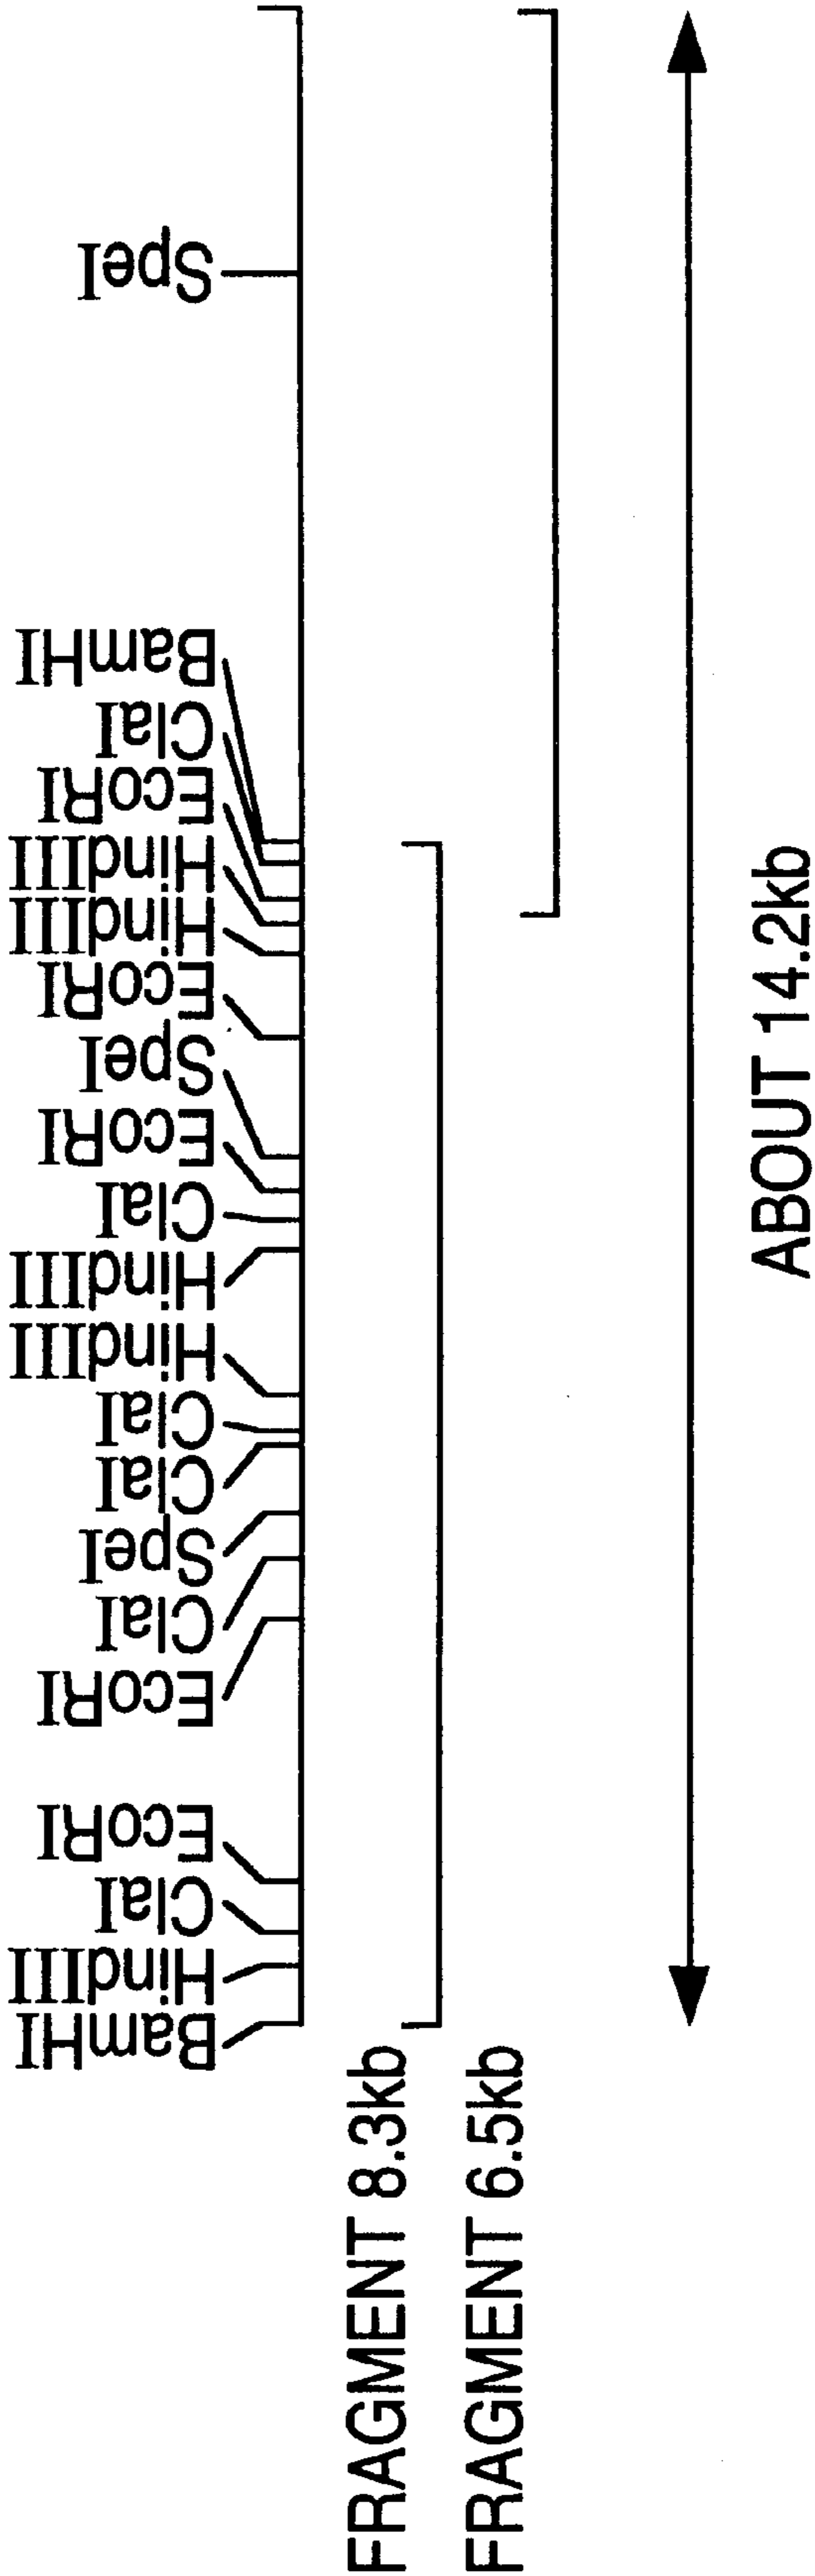 BamHI
HindIII
ClaI
EcoRI
EcoRI
ClaI
SpeI
ClaI
ClaI
HindIII
HindIII
ClaI
EcoRI
SpeI
EcoRI
HindIII
HindIII
EcoRI
ClaI
BamHI
SpeI
FRAGMENT 8.3kb
FRAGMENT 6.5kb
ABOUT 14.2kb